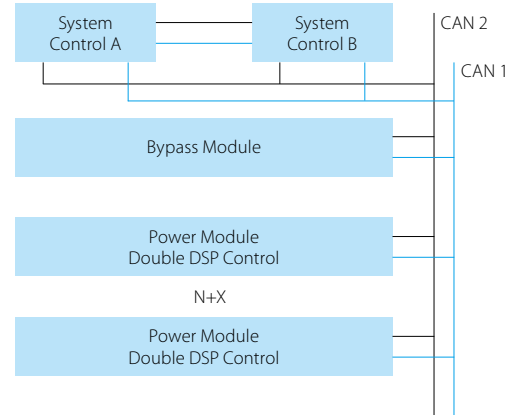 System
Control A
System
Control B
CAN 2
CAN 1
Bypass Module
Power Module
Double DSP Control
N+X
Power Module
Double DSP Control